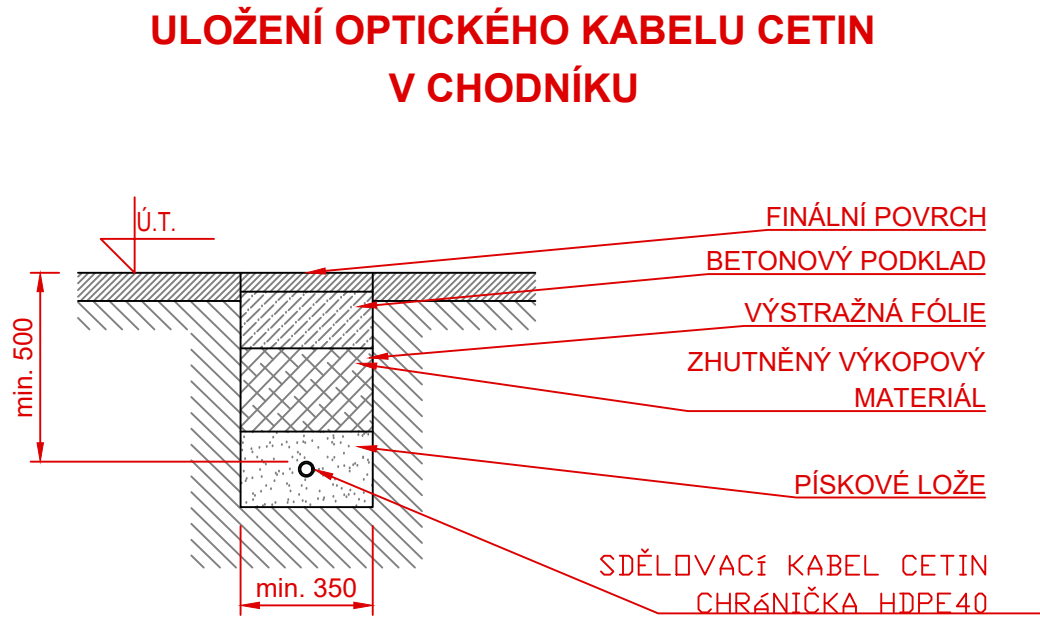 ULOŽENÍ OPTICKÉHO KABELU CETIN
V CHODNÍKU
Ú.T.
FINÁLNÍ POVRCH
BETONOVÝ PODKLAD
VÝSTRAŽNÁ FÓLIE
ZHUTNĚNÝ VÝKOPOVÝ
MATERIÁL
min. 500
PÍSKOVÉ LOŽE
min. 350
SDĚLOVACí KABEL CETIN
CHRáNIČKA HDPE40